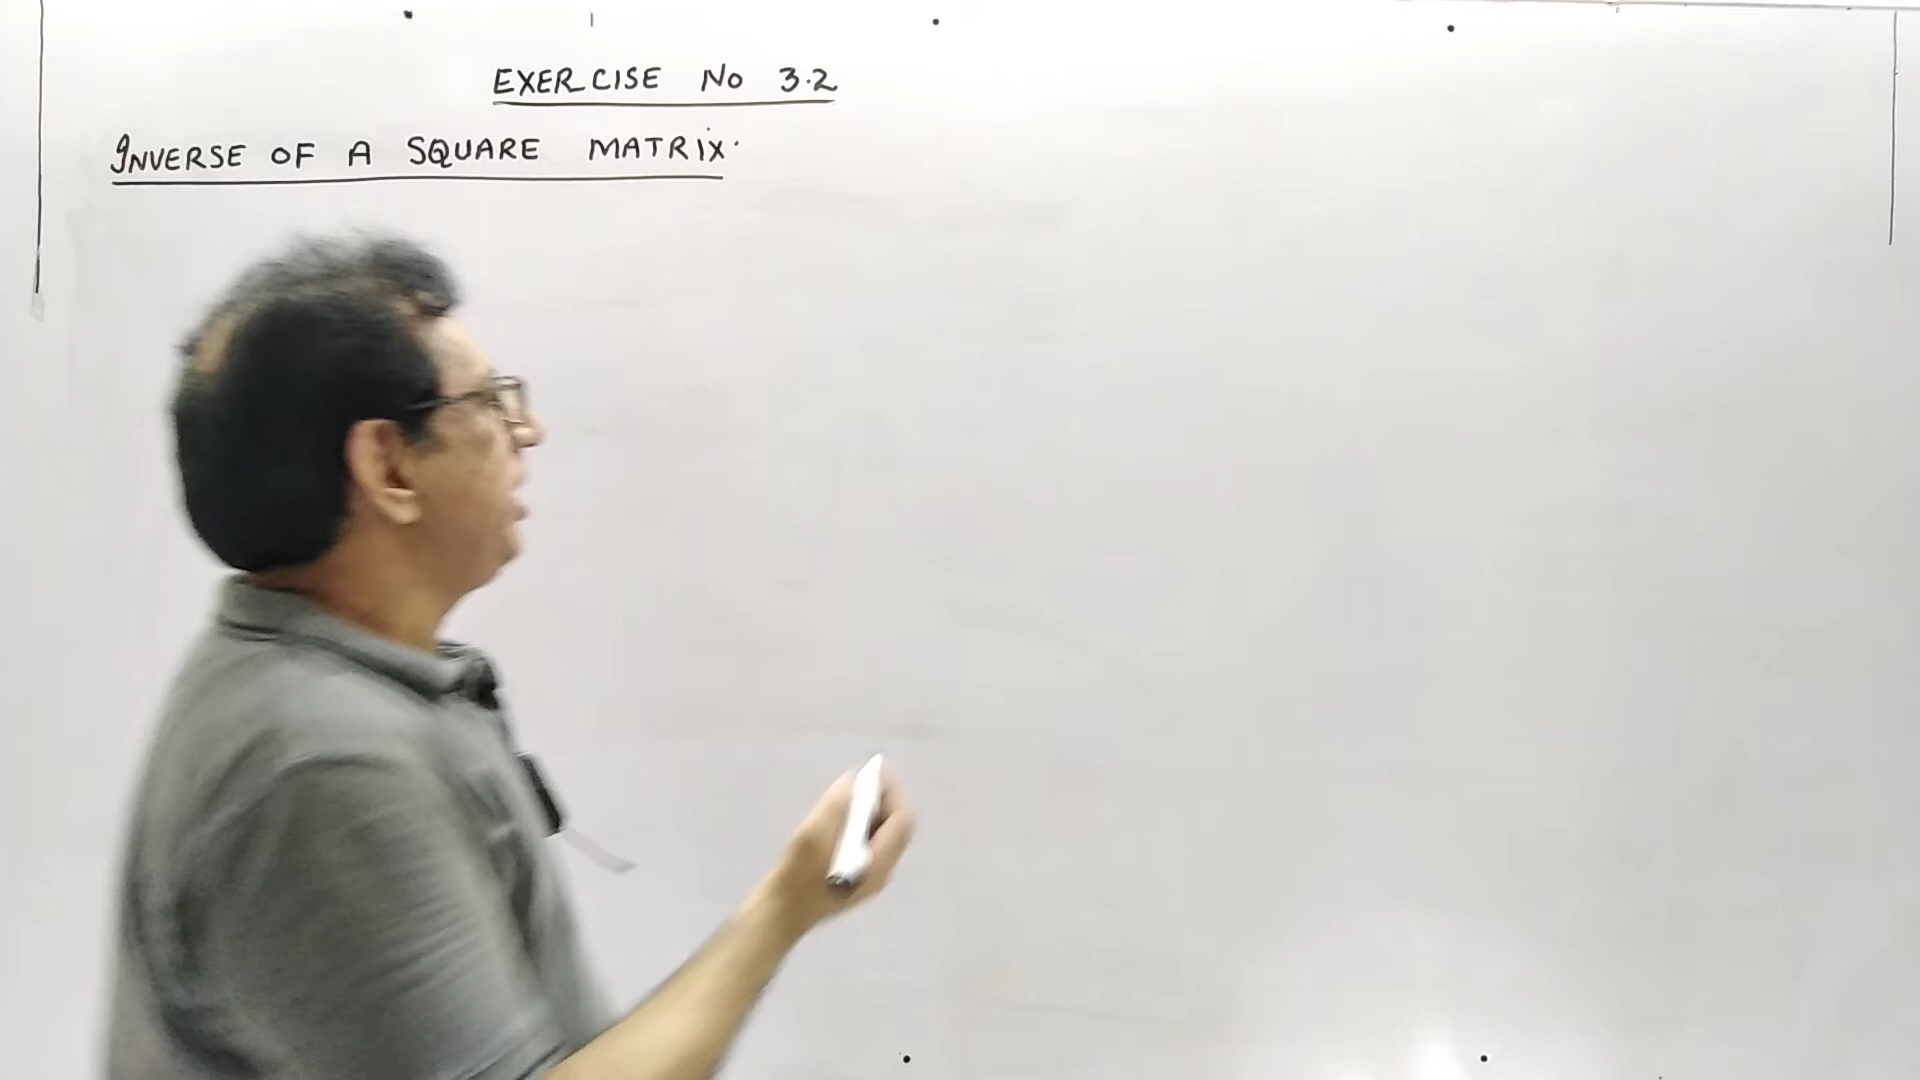 EXERCISE No 3.2
INVERSE OF A SQUARE MATRIX.